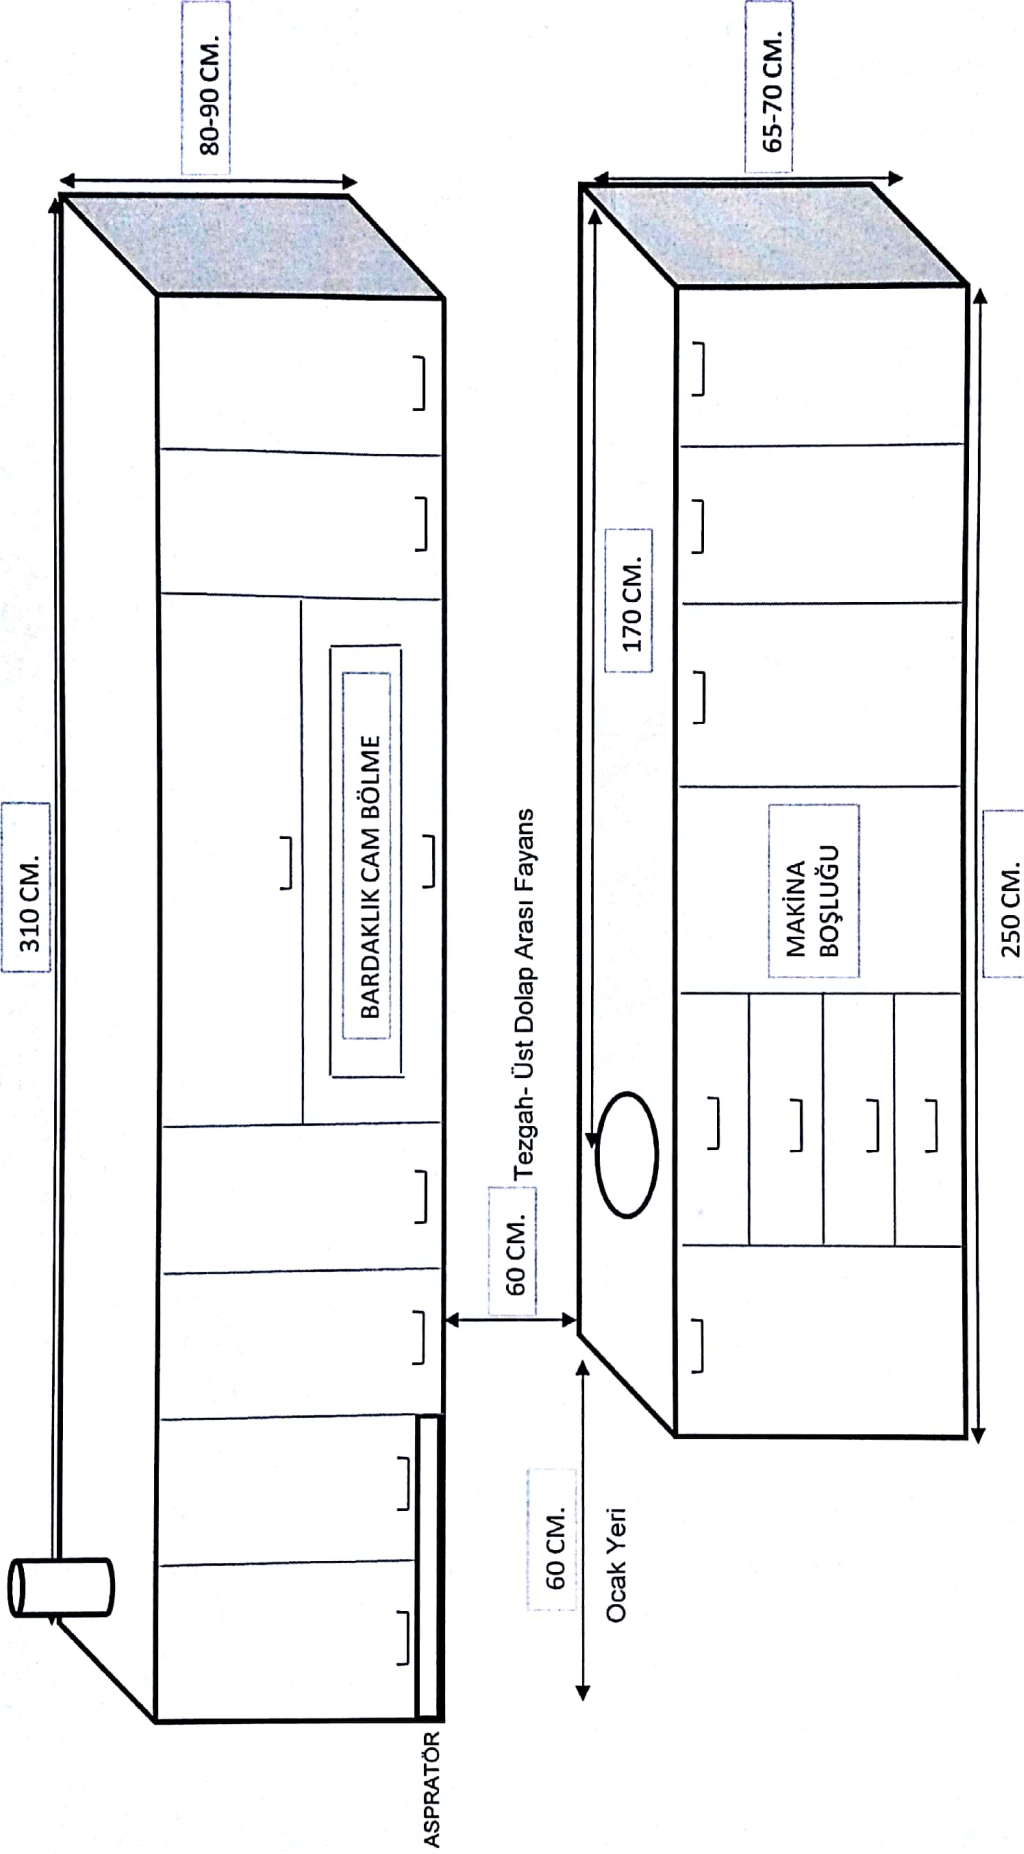 310 CM.
80-90 CM.
BARDAKLIK CAM BÖLME
ASPRATÖR
60 CM.
Tezgah- Üst Dolap Arası Fayans
60 CM.
Ocak Yeri
170 CM.
65-70 CM.
MAKİNA
BOŞLUĞU
250 CM.